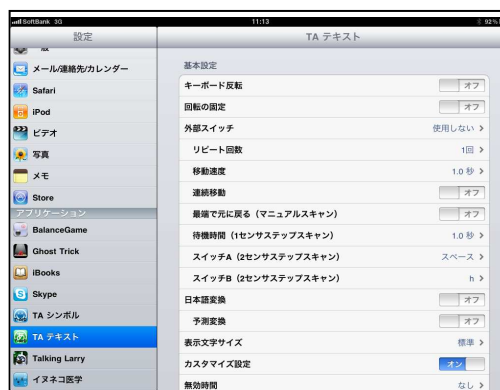 SoftBank 3G 11:13 92%
設定
TA テキスト
メール/連絡先/カレンダー
Safari
iPod
ビデオ
写真
メモ
Store
アプリケーション
BalanceGame
Ghost Trick
iBooks
Skype
TA シンボル
TA テキスト
Talking Larry
イヌネコ医学
基本設定
キーボード反転 オフ
回転の固定 オフ
外部スイッチ 使用しない
リピート回数 1回
移動速度 1.0 秒
連続移動 オフ
最端で元に戻る（マニュアルスキャン） オフ
待機時間（1センサステップスキャン） 1.0 秒
スイッチA（2センサステップスキャン） スペース
スイッチB（2センサステップスキャン） h
日本語変換 オフ
予測変換 オフ
表示文字サイズ 標準
カスタマイズ設定 オン
無効時間 なし